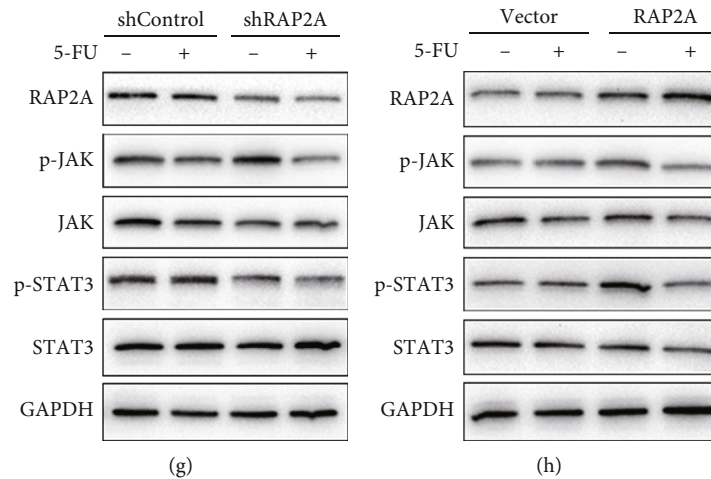 shControl shRAP2A
5-FU – + – +
RAP2A
p-JAK
JAK
p-STAT3
STAT3
GAPDH
(g)
Vector RAP2A
5-FU – + – +
RAP2A
p-JAK
JAK
p-STAT3
STAT3
GAPDH
(h)